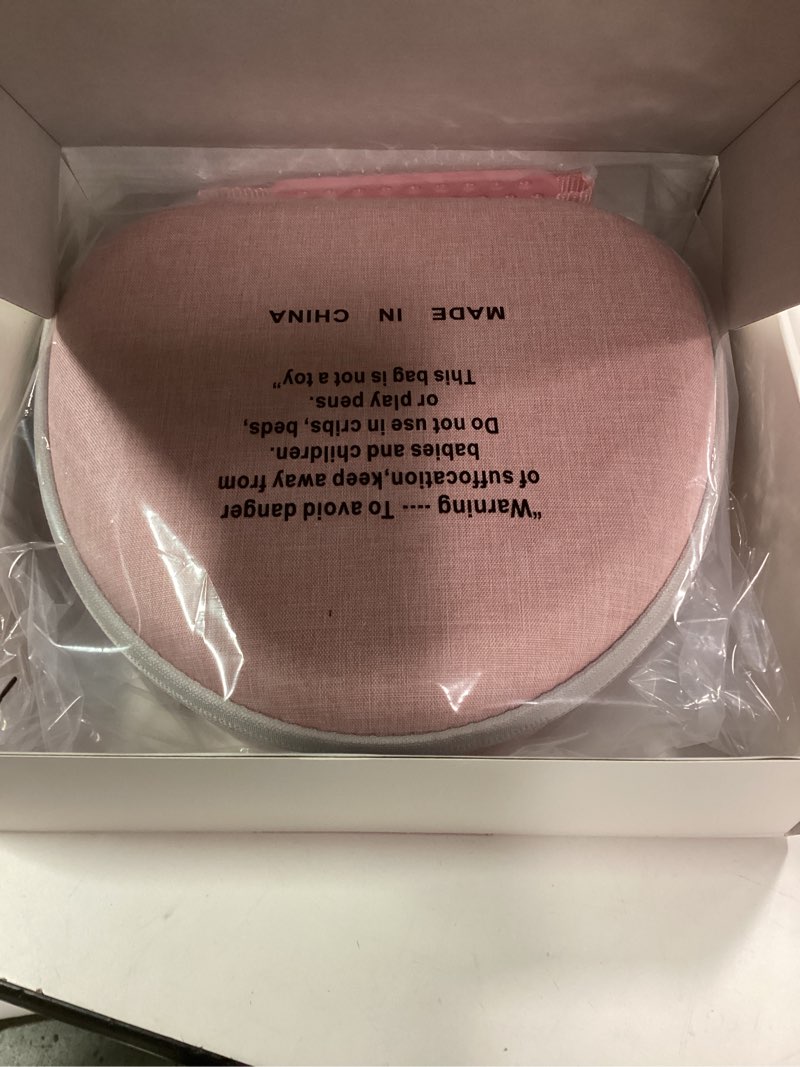 "Warning ---- To avoid danger
of suffocation,keep away from
babies and children.
Do not use in cribs, beds,
or play pens.
This bag is not a toy"
MADE IN CHINA